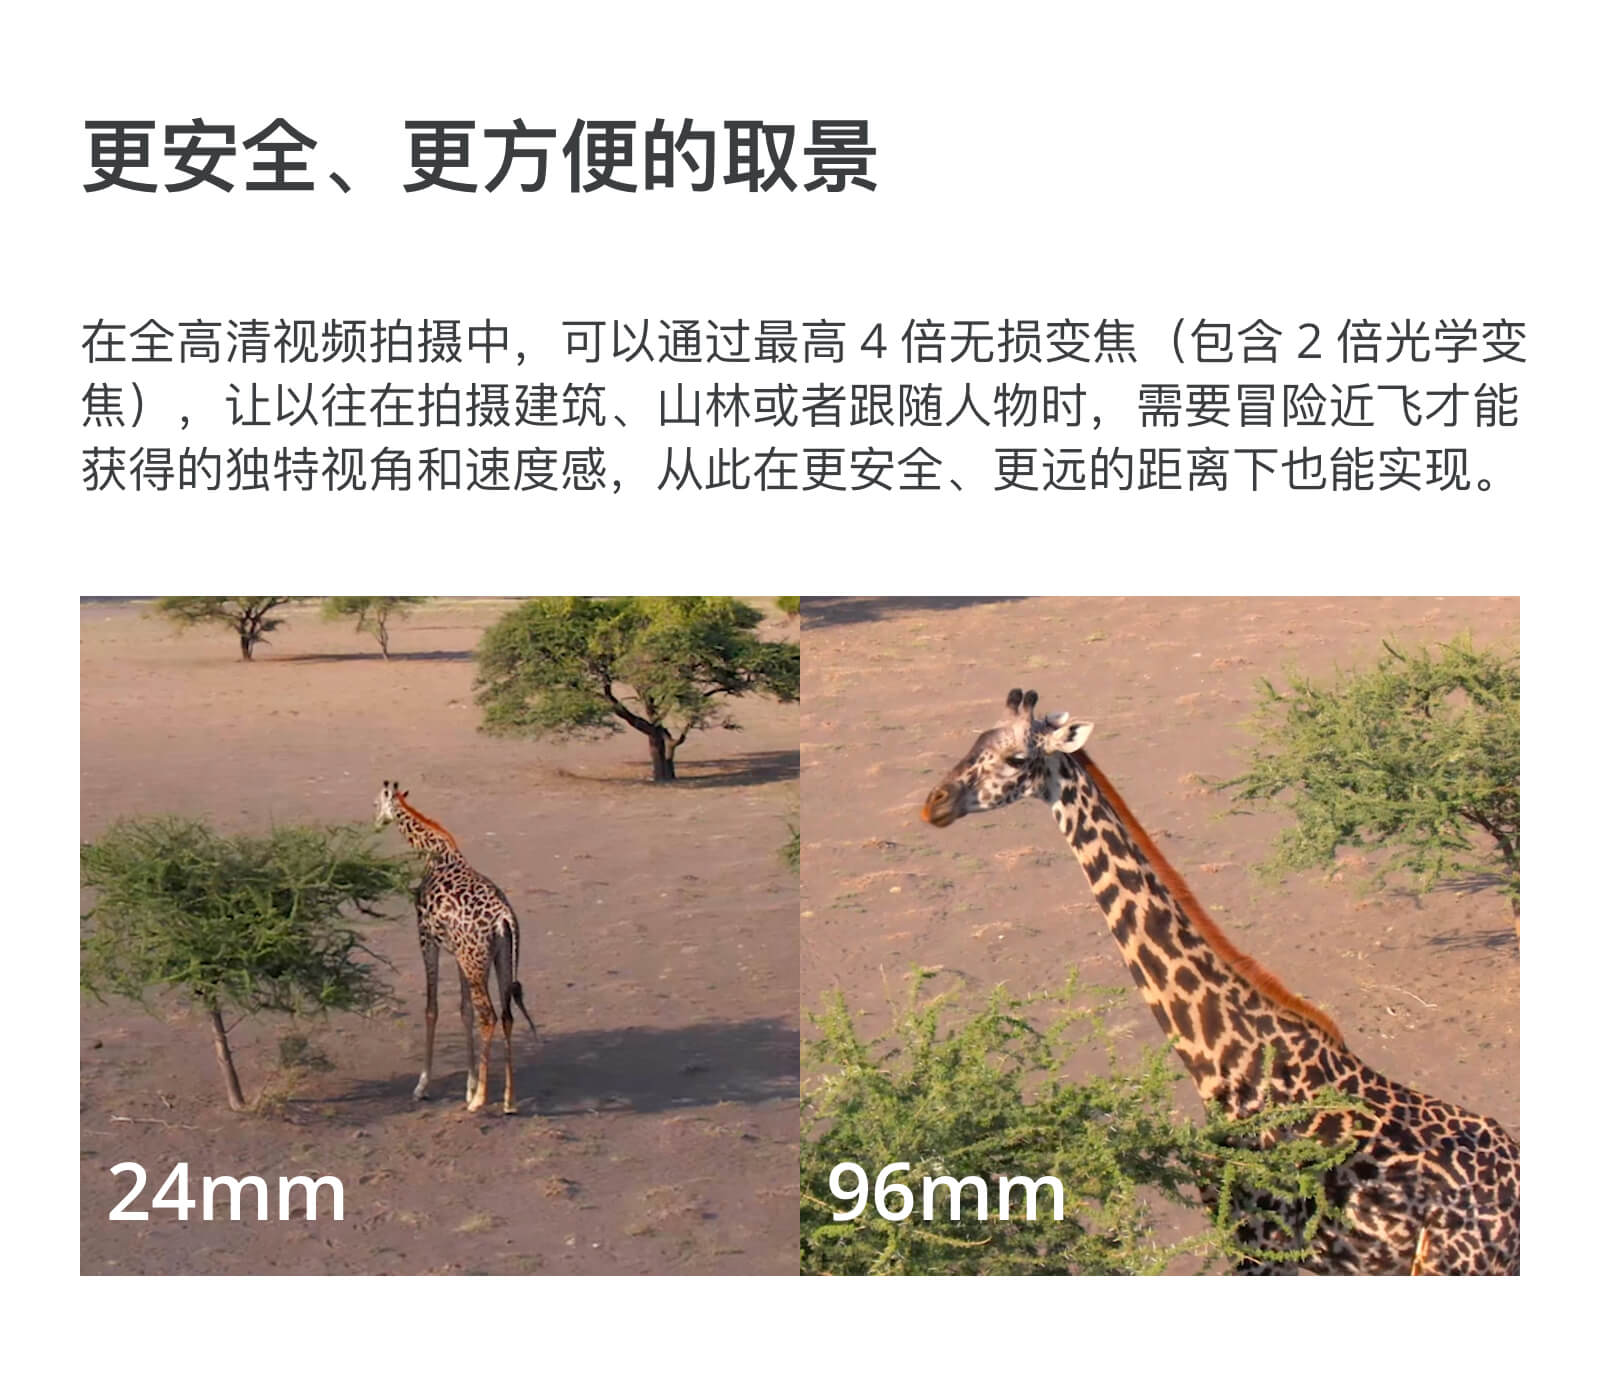 更安全、更方便的取景
在全高清视频拍摄中，可以通过最高 4 倍无损变焦（包含 2 倍光学变
焦），让以往在拍摄建筑、山林或者跟随人物时，需要冒险近飞才能
获得的独特视角和速度感，从此在更安全、更远的距离下也能实现。
24mm
96mm